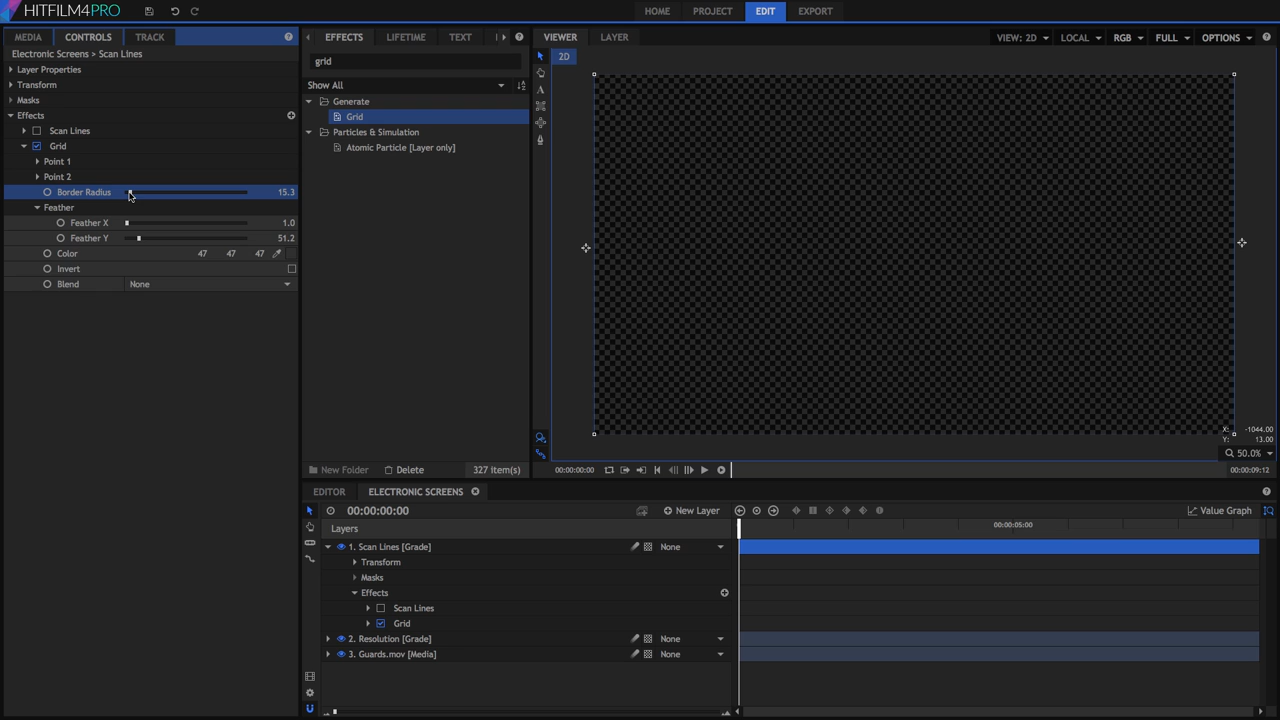 HITFILM4PRO
HOME
PROJECT
EDIT
EXPORT
MEDIA
CONTROLS
TRACK
?
Electronic Screens > Scan Lines
Layer Properties
Transform
Masks
Effects
Scan Lines
Grid
Point 1
Point 2
Border Radius 15.3
Feather
Feather X 1.0
Feather Y 51.2
Color 47 47 47
Invert
Blend None
EFFECTS
LIFETIME
TEXT
?
grid
Show All
Generate
Grid
Particles & Simulation
Atomic Particle [Layer only]
New Folder
Delete
327 item(s)
VIEWER
LAYER
VIEW: 2D
LOCAL
RGB
FULL
OPTIONS
?
2D
X: -1044.00
Y: 13.00
50.0%
00:00:00:00
00:00:09:12
EDITOR
ELECTRONIC SCREENS
?
00:00:00:00
New Layer
Value Graph
Layers
00:00:05:00
1. Scan Lines [Grade] None
Transform
Masks
Effects
Scan Lines
Grid
2. Resolution [Grade] None
3. Guards.mov [Media] None